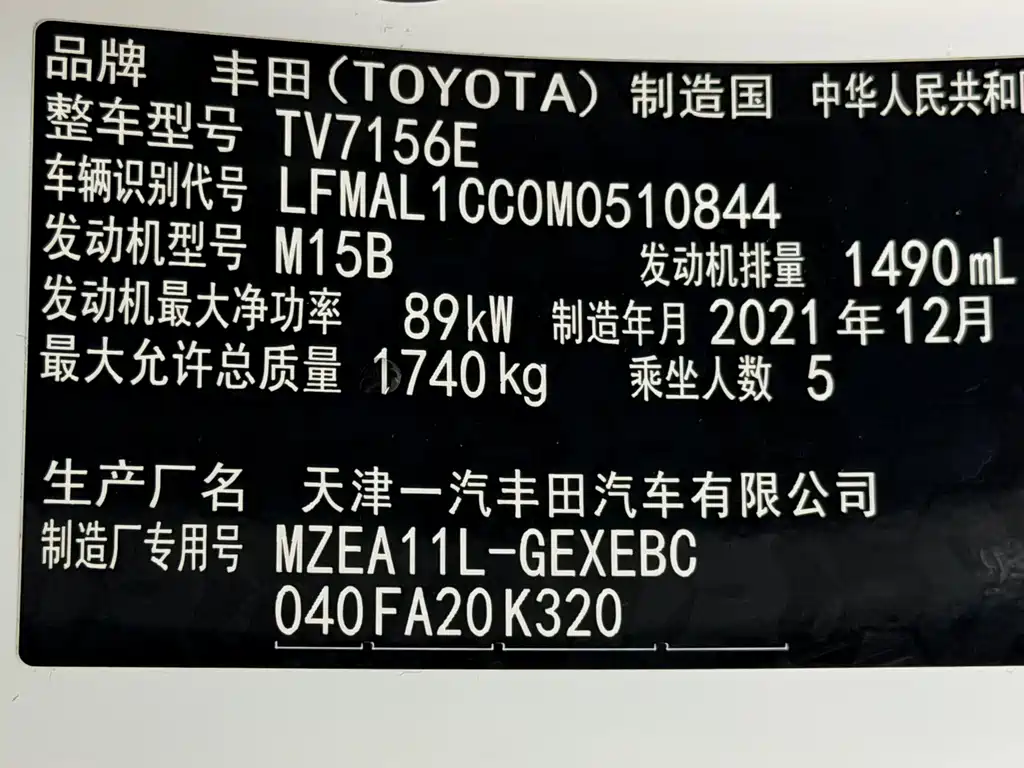 品牌 丰田(TOYOTA) 制造国 中华人民共和
整车型号 TV7156E
车辆识别代号 LFMAL1CC0M0510844
发动机型号 M15B 发动机排量 1490mL
发动机最大净功率 89kW 制造年月 2021年12月
最大允许总质量 1740kg 乘坐人数 5
生产厂名 天津一汽丰田汽车有限公司
制造厂专用号 MZEA11L-GEXEBC
040 FA20 K320